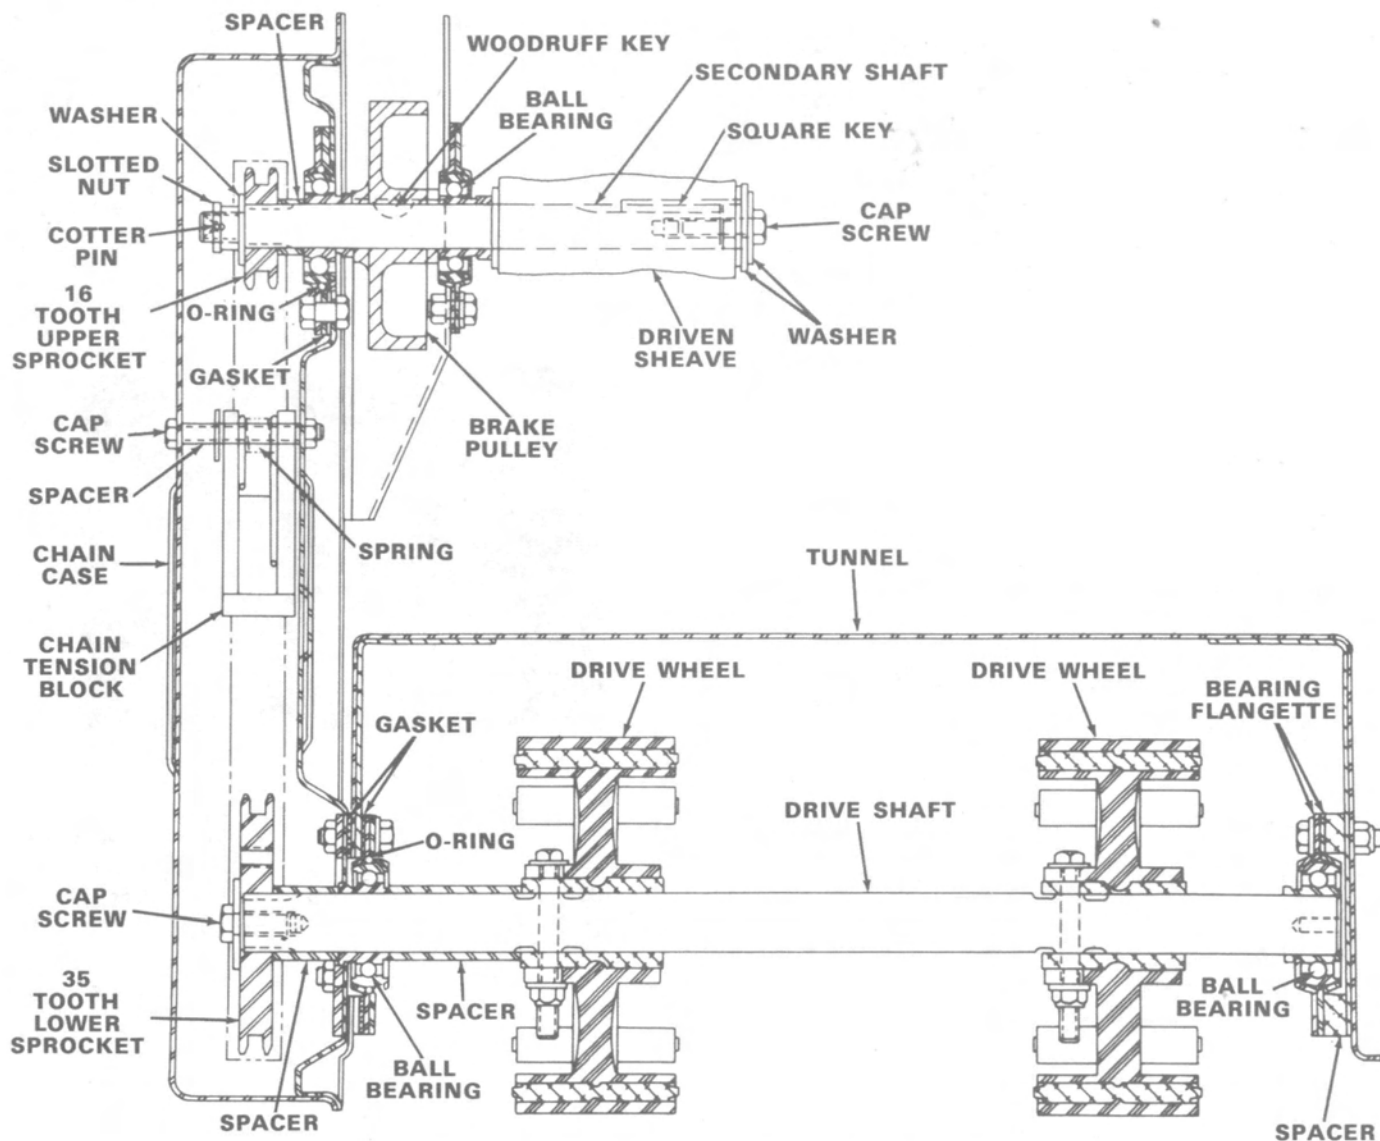 SPACER
WOODRUFF KEY
SECONDARY SHAFT
WASHER
BALL
BEARING
SQUARE KEY
SLOTTED
NUT
CAP
SCREW
COTTER
PIN
16
TOOTH
UPPER
SPROCKET
O-RING
DRIVEN
SHEAVE
WASHER
GASKET
CAP
SCREW
BRAKE
PULLEY
SPACER
SPRING
CHAIN
CASE
TUNNEL
CHAIN
TENSION
BLOCK
DRIVE WHEEL
DRIVE WHEEL
BEARING
FLANGETTE
GASKET
DRIVE SHAFT
O-RING
CAP
SCREW
35
TOOTH
LOWER
SPROCKET
SPACER
BALL
BEARING
BALL
BEARING
SPACER
SPACER